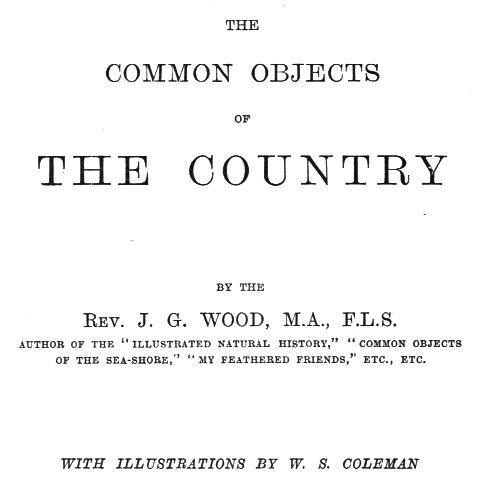 THE
COMMON OBJECTS
OF
THE COUNTRY
BY THE
REV. J. G. WOOD, M.A., F.L.S.
AUTHOR OF THE "ILLUSTRATED NATURAL HISTORY," "COMMON OBJECTS
OF THE SEA-SHORE," "MY FEATHERED FRIENDS," ETC., ETC.
WITH ILLUSTRATIONS BY W. S. COLEMAN